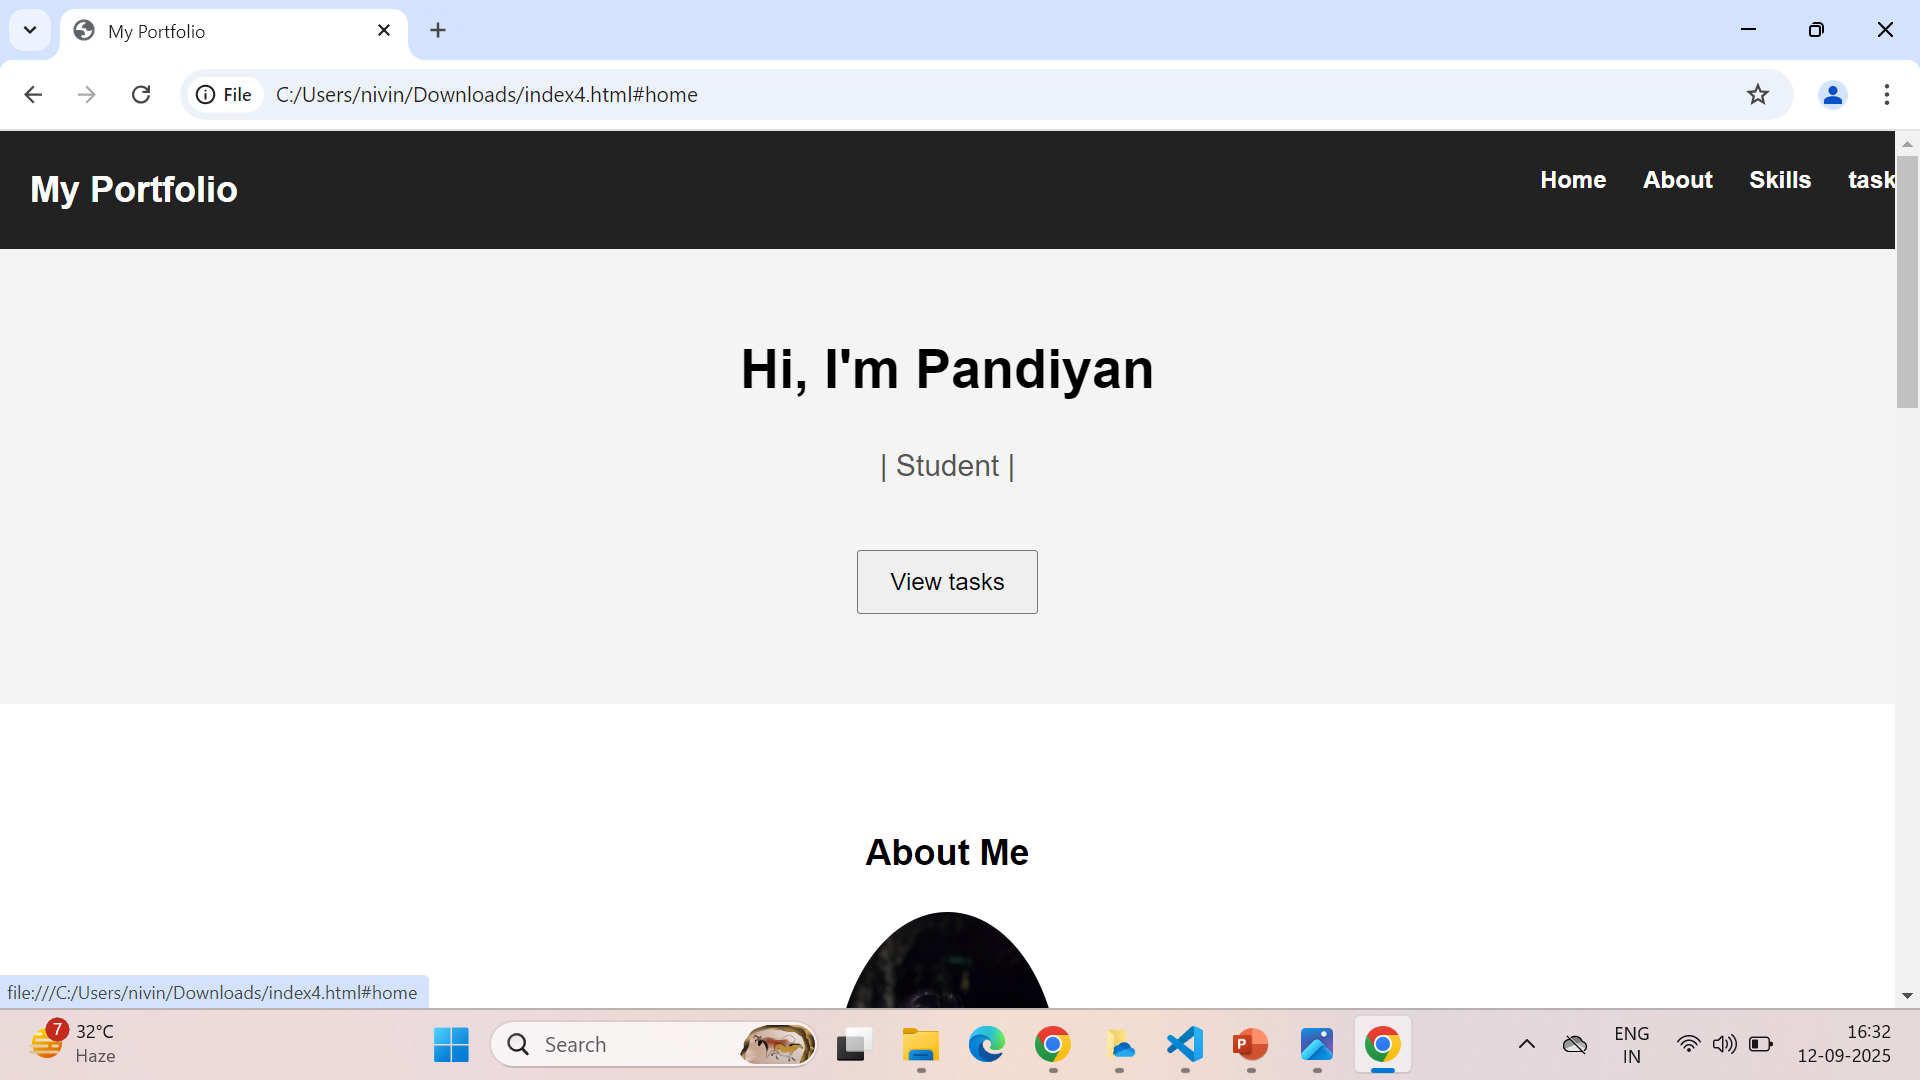 My Portfolio
File
C:/Users/nivin/Downloads/index4.html#home
My Portfolio
Home About Skills task
Hi, I'm Pandiyan
| Student |
View tasks
About Me
file:///C:/Users/nivin/Downloads/index4.html#home
7
32°C
Haze
Search
P
ENG
IN
16:32
12-09-2025